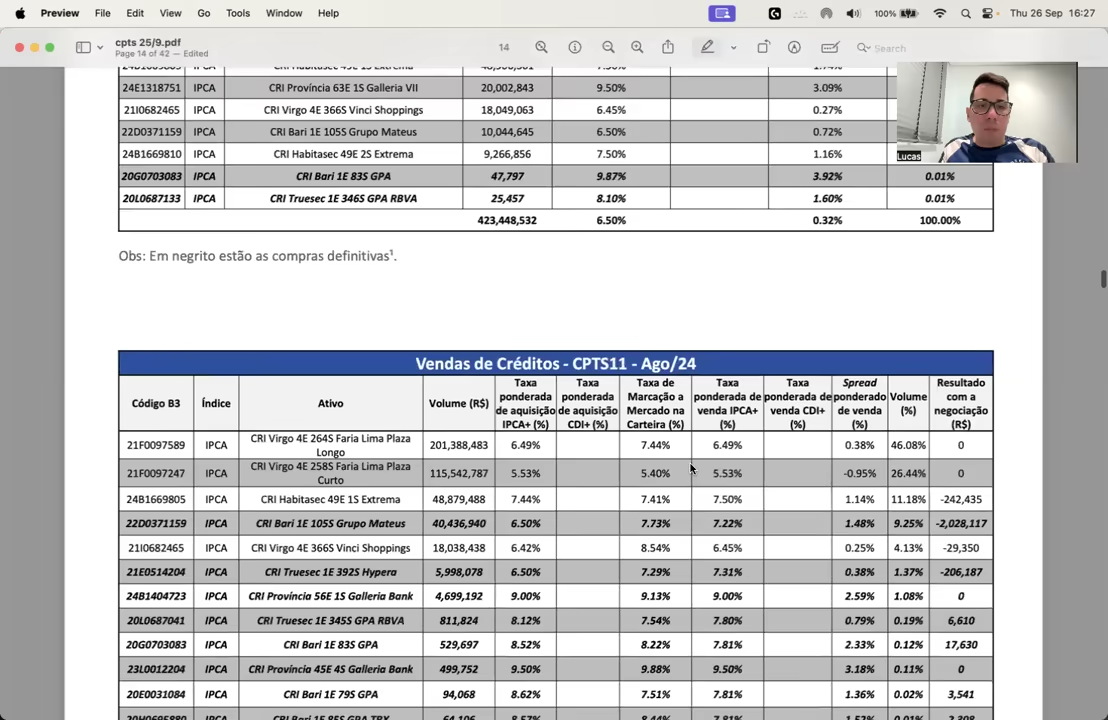 Preview File Edit View Go Tools Window Help 100% Thu 26 Sep 16:27
cpts 25/9.pdf
Page 14 of 42 — Edited
14
Search
IPCA
24E1318751 IPCA CRI Província 63E 1S Galleria VII 20,002,843 9.50% 3.09%
21I0682465 IPCA CRI Virgo 4E 366S Vinci Shoppings 18,049,063 6.45% 0.27%
22D0371159 IPCA CRI Bari 1E 105S Grupo Mateus 10,044,645 6.50% 0.72%
24B1669810 IPCA CRI Habitasec 49E 2S Extrema 9,266,856 7.50% 1.16%
Lucas
20G0703083 IPCA CRI Bari 1E 83S GPA 47,797 9.87% 3.92% 0.01%
20L0687133 IPCA CRI Truesec 1E 346S GPA RBVA 25,457 8.10% 1.60% 0.01%
423,448,532 6.50% 0.32% 100.00%
Obs: Em negrito estão as compras definitivas¹.
Vendas de Créditos - CPTS11 - Ago/24
Código B3 Índice Ativo Volume (R$) Taxa ponderada de aquisição IPCA+ (%) Taxa ponderada de aquisição CDI+ (%) Taxa de Marcação a Mercado na Carteira (%) Taxa ponderada de venda IPCA+ (%) Taxa ponderada de venda CDI+ (%) Spread ponderado de venda (%) Volume (%) Resultado com a negociação (R$)
21F0097589 IPCA CRI Virgo 4E 264S Faria Lima Plaza Longo 201,388,483 6.49% 7.44% 6.49% 0.38% 46.08% 0
21F0097247 IPCA CRI Virgo 4E 258S Faria Lima Plaza Curto 115,542,787 5.53% 5.40% 5.53% -0.95% 26.44% 0
24B1669805 IPCA CRI Habitasec 49E 1S Extrema 48,879,488 7.44% 7.41% 7.50% 1.14% 11.18% -242,435
22D0371159 IPCA CRI Bari 1E 105S Grupo Mateus 40,436,940 6.50% 7.73% 7.22% 1.48% 9.25% -2,028,117
21I0682465 IPCA CRI Virgo 4E 366S Vinci Shoppings 18,038,438 6.42% 8.54% 6.45% 0.25% 4.13% -29,350
21E0514204 IPCA CRI Truesec 1E 392S Hypera 5,998,078 6.50% 7.29% 7.31% 0.38% 1.37% -206,187
24B1404723 IPCA CRI Província 56E 1S Galleria Bank 4,699,192 9.00% 9.13% 9.00% 2.59% 1.08% 0
20L0687041 IPCA CRI Truesec 1E 345S GPA RBVA 811,824 8.12% 7.54% 7.80% 0.79% 0.19% 6,610
20G0703083 IPCA CRI Bari 1E 83S GPA 529,697 8.52% 8.22% 7.81% 2.33% 0.12% 17,630
23L0012204 IPCA CRI Província 45E 4S Galleria Bank 499,752 9.50% 9.88% 9.50% 3.18% 0.11% 0
20E0031084 IPCA CRI Bari 1E 79S GPA 94,068 8.62% 7.51% 7.81% 1.36% 0.02% 3,541